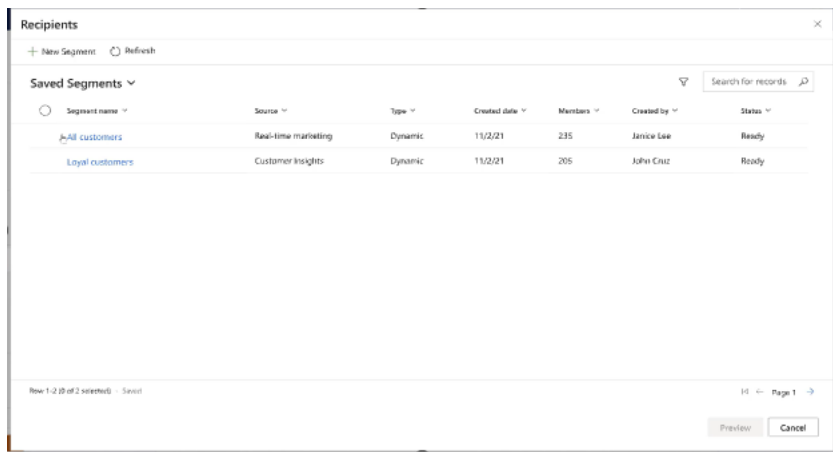 Recipients
New Segment Refresh
Saved Segments Search for records
Segment name Source Type Created date Members Created by Status
All customers Real-time marketing Dynamic 11/2/21 235 Janice Lee Ready
Loyal customers Customer Insights Dynamic 11/2/21 205 John Cruz Ready
Row 1-2 (0 of 2 selected) - Saved Page 1
Preview Cancel